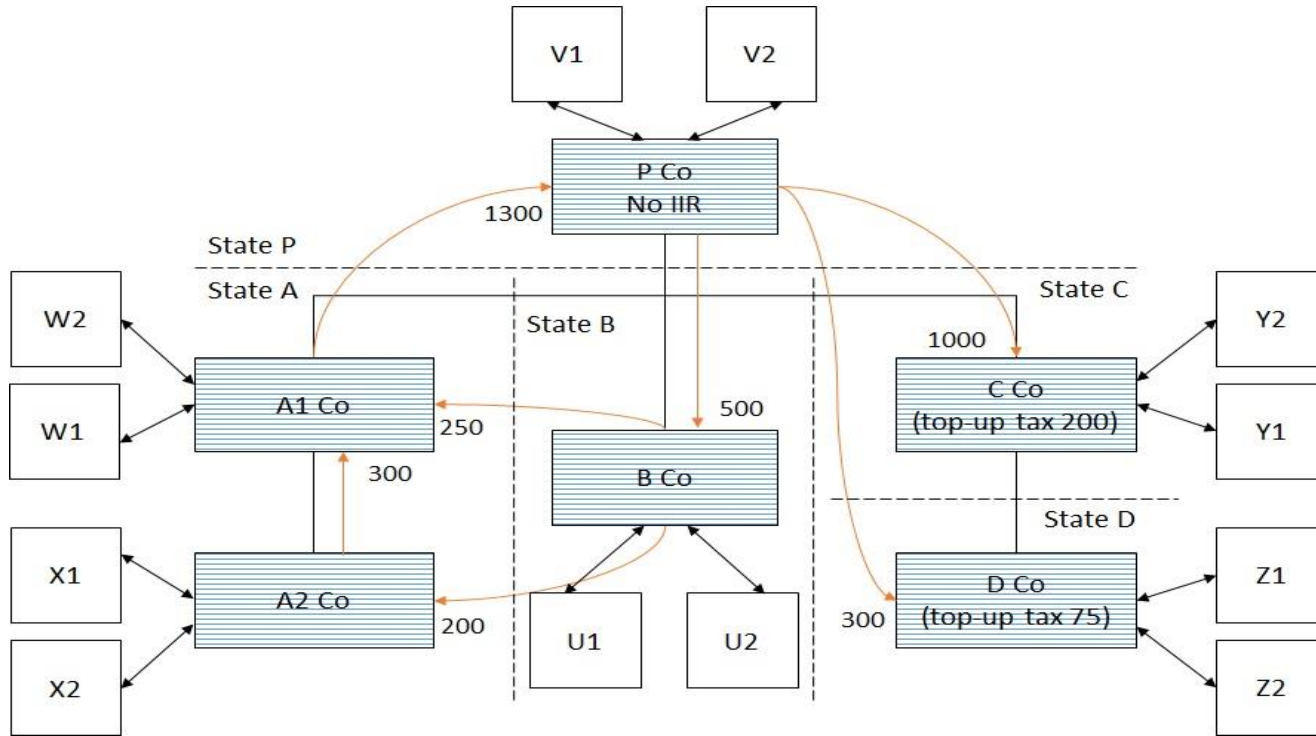 V1
V2
P Co
No IIR
1300
State P
State A
State C
State B
W2
Y2
1000
W1
A1 Co
250
500
C Co
(top-up tax 200)
Y1
300
B Co
State D
X1
A2 Co
200
D Co
(top-up tax 75)
300
Z1
U1
U2
X2
Z2